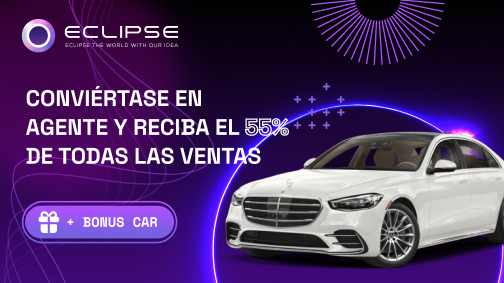 ECLIPSE
ECLIPSE THE WORLD WITH OUR IDEA
CONVIÉRTASE EN
AGENTE Y RECIBA EL 55%
DE TODAS LAS VENTAS
+ BONUS CAR